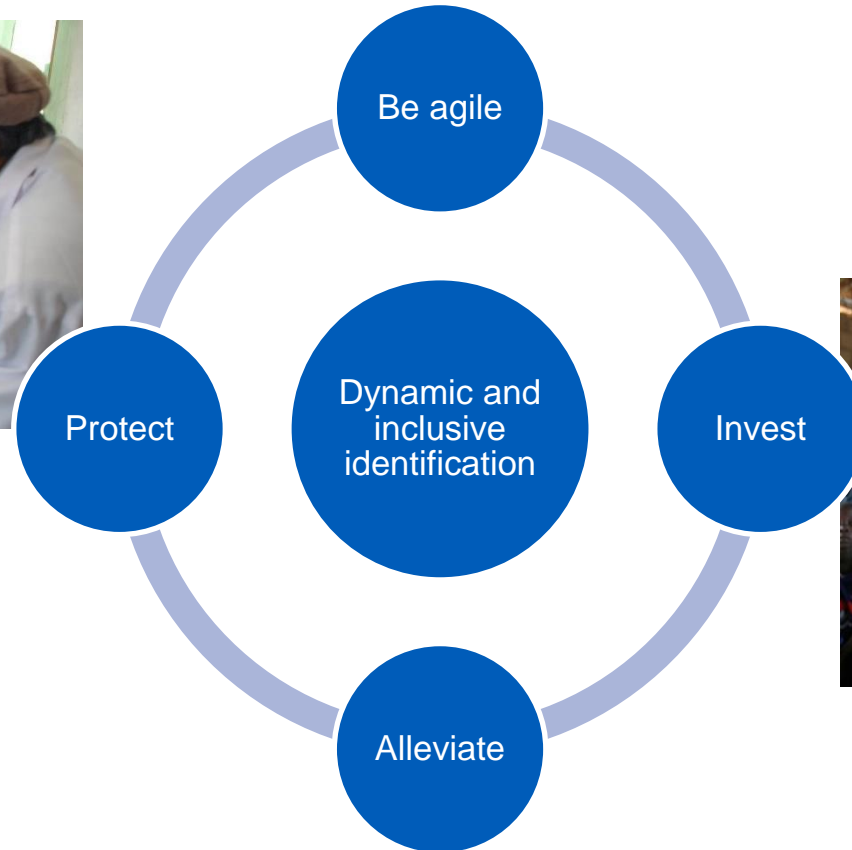 Be agile
Protect
Dynamic and
inclusive
identification
Invest
Alleviate